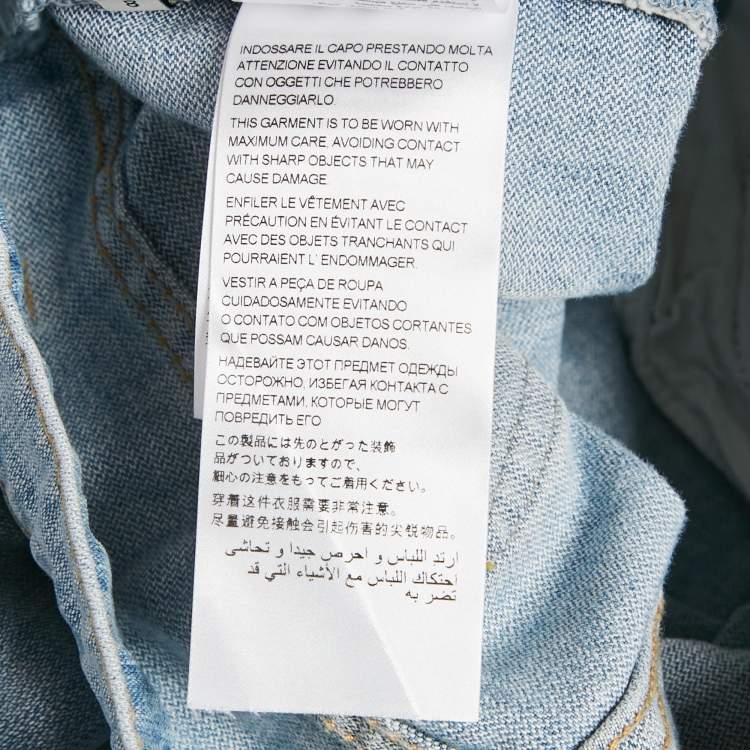 INDOSSARE IL CAPO PRESTANDO MOLTA
ATTENZIONE EVITANDO IL CONTATTO
CON OGGETTI CHE POTREBBERO
DANNEGGIARLO.
THIS GARMENT IS TO BE WORN WITH
MAXIMUM CARE, AVOIDING CONTACT
WITH SHARP OBJECTS THAT MAY
CAUSE DAMAGE.
ENFILER LE VÊTEMENT AVEC
PRÉCAUTION EN ÉVITANT LE CONTACT
AVEC DES OBJETS TRANCHANTS QUI
POURRAIENT L' ENDOMMAGER.
VESTIR A PEÇA DE ROUPA
CUIDADOSAMENTE EVITANDO
O CONTATO COM OBJETOS CORTANTES
QUE POSSAM CAUSAR DANOS.
НАДЕВАЙТЕ ЭТОТ ПРЕДМЕТ ОДЕЖДЫ
ОСТОРОЖНО, ИЗБЕГАЯ КОНТАКТА С
ПРЕДМЕТАМИ, КОТОРЫЕ МОГУТ
ПОВРЕДИТЬ ЕГО
この製品には先のとがった装飾
品がついておりますので、
細心の注意をもってご着用ください。
穿着这件衣服需要非常注意。
尽量避免接触会引起伤害的尖锐物品。
ارتد اللباس و احرص جيدا و تحاشى
احتكاك اللباس مع الأشياء التي قد
تضر به